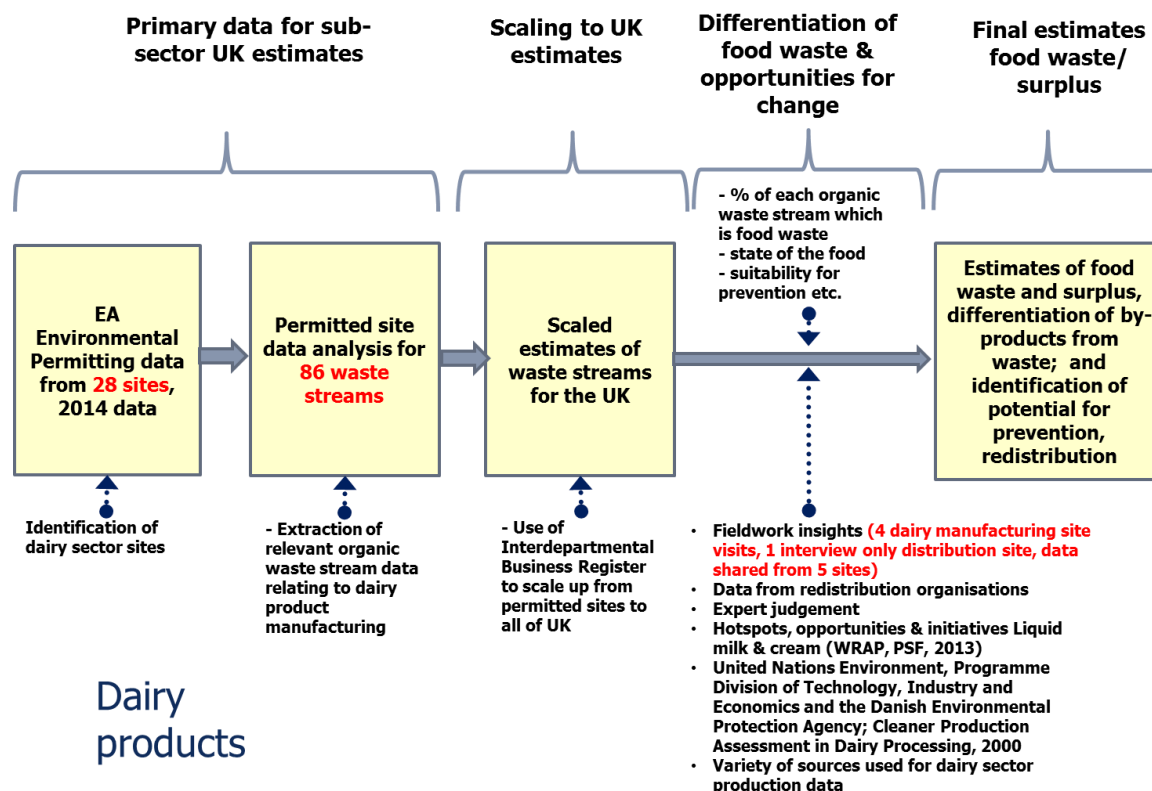 Primary data for sub-
sector UK estimates
Scaling to UK
estimates
Differentiation of
food waste &
opportunities for
change
Final estimates
food waste/
surplus
- % of each organic
waste stream which
is food waste
- state of the food
- suitability for
prevention etc.
EA
Environmental
Permitting data
from 28 sites,
2014 data
Permitted site
data analysis for
86 waste
streams
Scaled
estimates of
waste streams
for the UK
Estimates of food
waste and surplus,
differentiation of by-
products from
waste;  and
identification of
potential for
prevention,
redistribution
Identification of
dairy sector sites
- Extraction of
relevant organic
waste stream data
relating to dairy
product
manufacturing
- Use of
Interdepartmental
Business Register
to scale up from
permitted sites to
all of UK
• Fieldwork insights (4 dairy manufacturing site
visits, 1 interview only distribution site, data
shared from 5 sites)
• Data from redistribution organisations
• Expert judgement
• Hotspots, opportunities & initiatives Liquid
milk & cream (WRAP, PSF, 2013)
• United Nations Environment, Programme
Division of Technology, Industry and
Economics and the Danish Environmental
Protection Agency; Cleaner Production
Assessment in Dairy Processing, 2000
• Variety of sources used for dairy sector
production data
Dairy
products